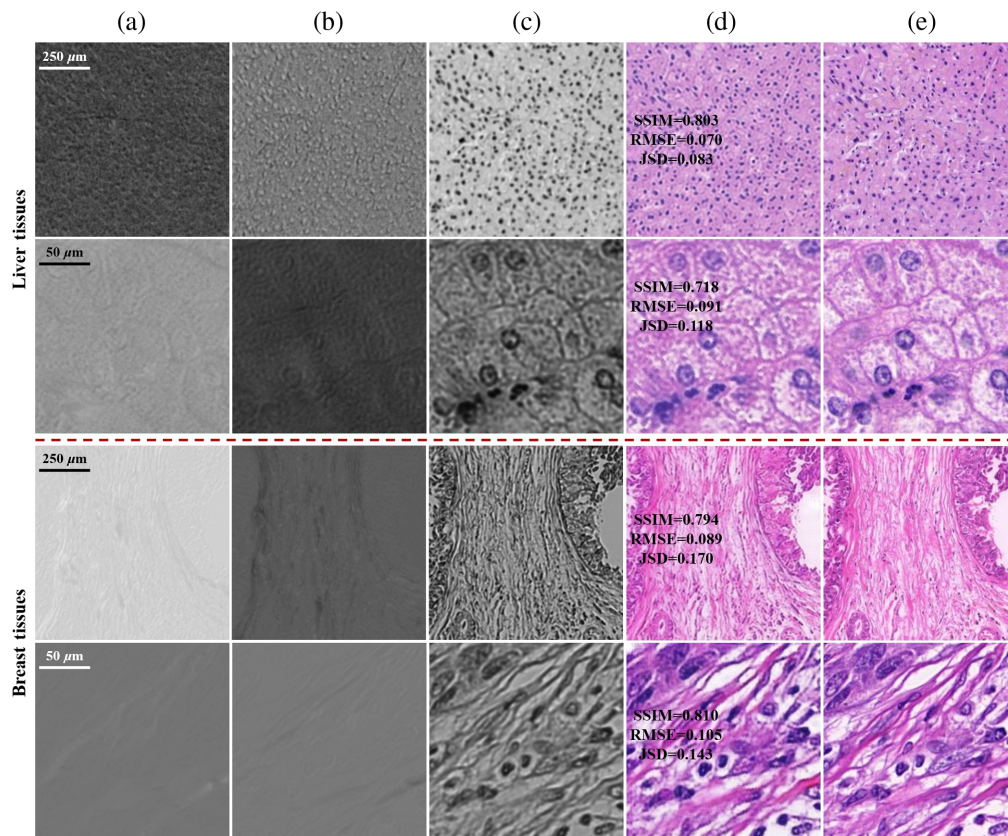 (a) (b) (c) (d) (e)
Liver tissues
250 μm
SSIM=0.803
RMSE=0.070
JSD=0.083
50 μm
SSIM=0.718
RMSE=0.091
JSD=0.118
Breast tissues
250 μm
SSIM=0.794
RMSE=0.089
JSD=0.170
50 μm
SSIM=0.810
RMSE=0.105
JSD=0.143